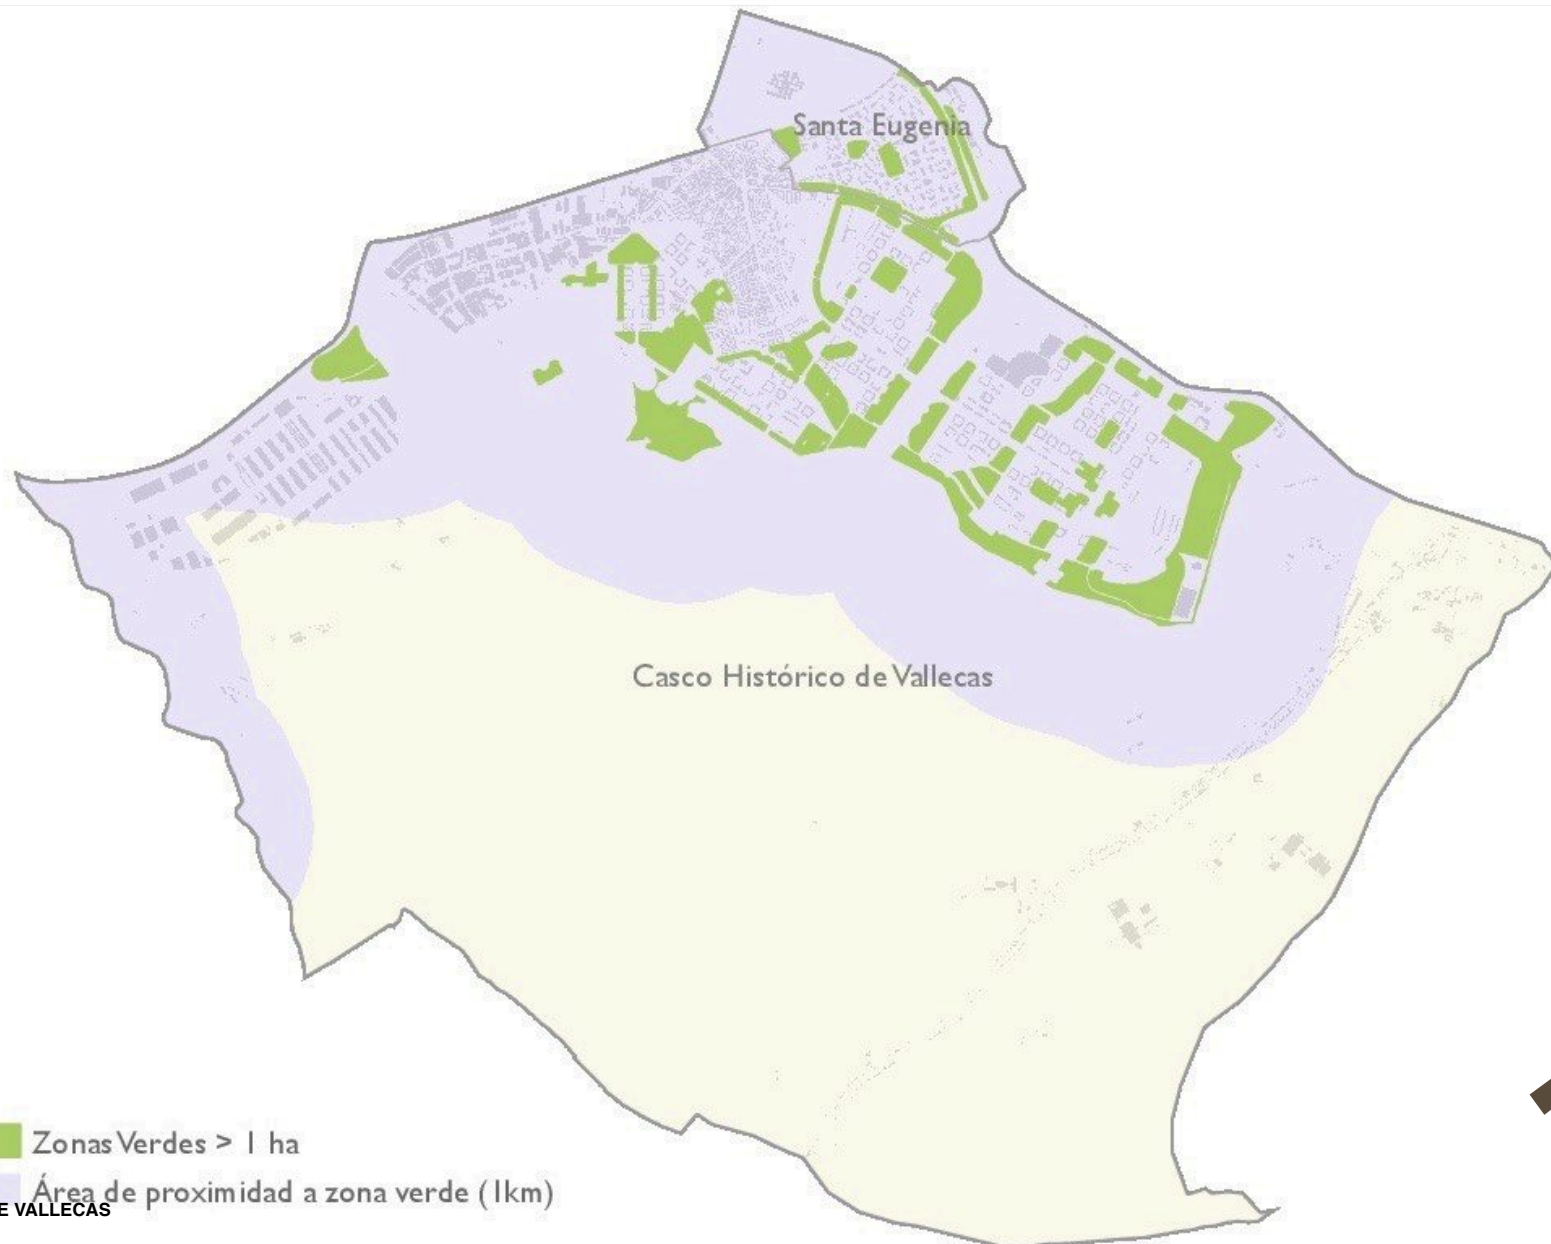 Santa Eugenia
Casco Histórico de Vallecas
Zonas Verdes > 1 ha
Área de proximidad a zona verde (1km)
E VALLECAS